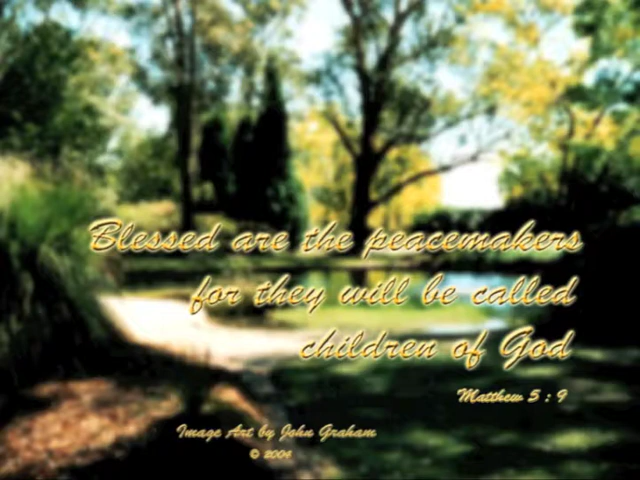 Blessed are the peacemakers
for they will be called
children of God
Matthew 5 : 9
Image Art by John Graham
© 2004